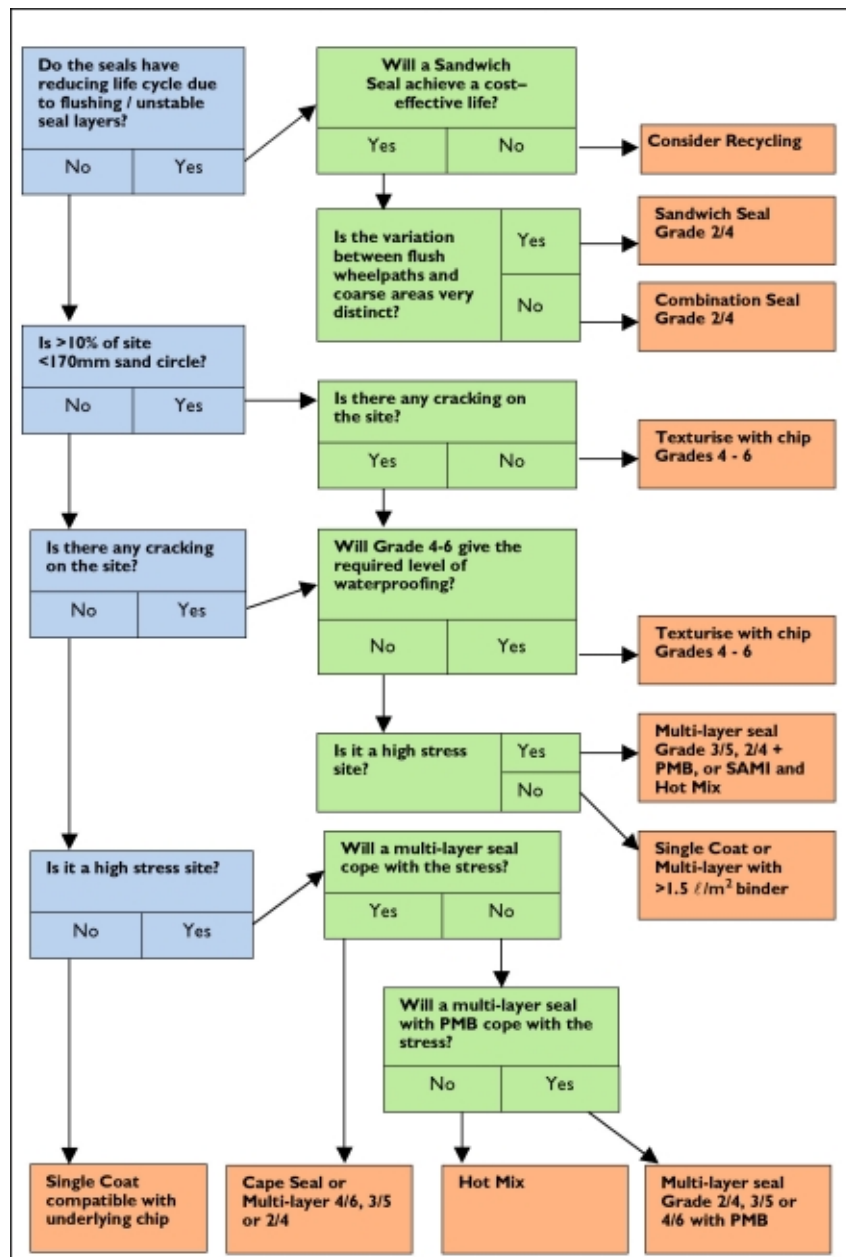 Do the seals have
reducing life cycle due
to flushing / unstable
seal layers?
No
Yes
Will a Sandwich
Seal achieve a cost–
effective life?
Yes
No
Consider Recycling
Is the variation
between flush
wheelpaths and
coarse areas very
distinct?
Yes
No
Sandwich Seal
Grade 2/4
Combination Seal
Grade 2/4
Is >10% of site
<170mm sand circle?
No
Yes
Is there any cracking on
the site?
Yes
No
Texturise with chip
Grades 4 - 6
Is there any cracking
on the site?
No
Yes
Will Grade 4-6 give the
required level of
waterproofing?
No
Yes
Texturise with chip
Grades 4 - 6
Is it a high stress
site?
Yes
No
Multi-layer seal
Grade 3/5, 2/4 +
PMB, or SAMI and
Hot Mix
Single Coat or
Multi-layer with
>1.5 ℓ/m² binder
Is it a high stress site?
No
Yes
Will a multi-layer seal
cope with the stress?
Yes
No
Will a multi-layer seal
with PMB cope with the
stress?
No
Yes
Single Coat
compatible with
underlying chip
Cape Seal or
Multi-layer 4/6, 3/5
or 2/4
Hot Mix
Multi-layer seal
Grade 2/4, 3/5 or
4/6 with PMB